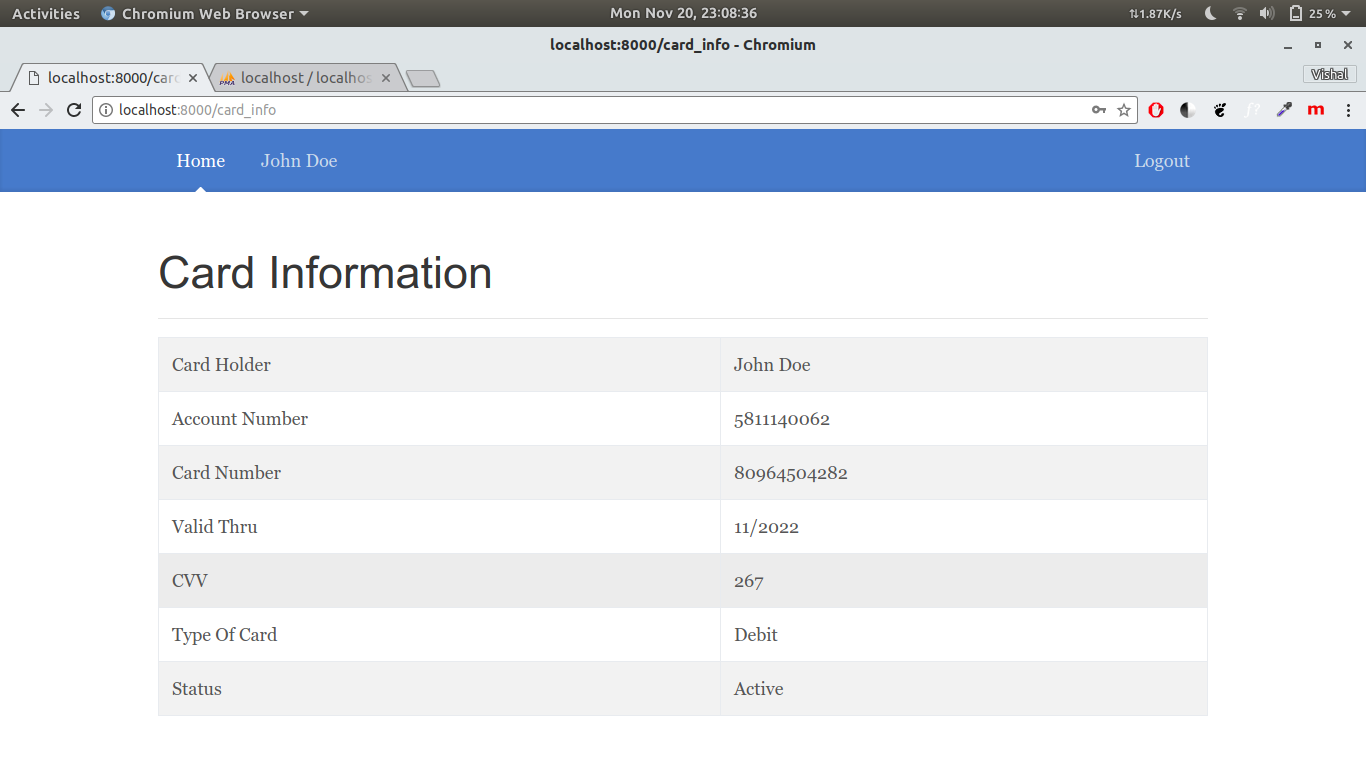 Activities Chromium Web Browser Mon Nov 20, 23:08:36 1.87K/s 25 %
localhost:8000/card_info - Chromium
localhost:8000/car PMA localhost / localhos Vishal
localhost:8000/card_info f? m
Home John Doe Logout
Card Information
Card Holder John Doe
Account Number 5811140062
Card Number 80964504282
Valid Thru 11/2022
CVV 267
Type Of Card Debit
Status Active